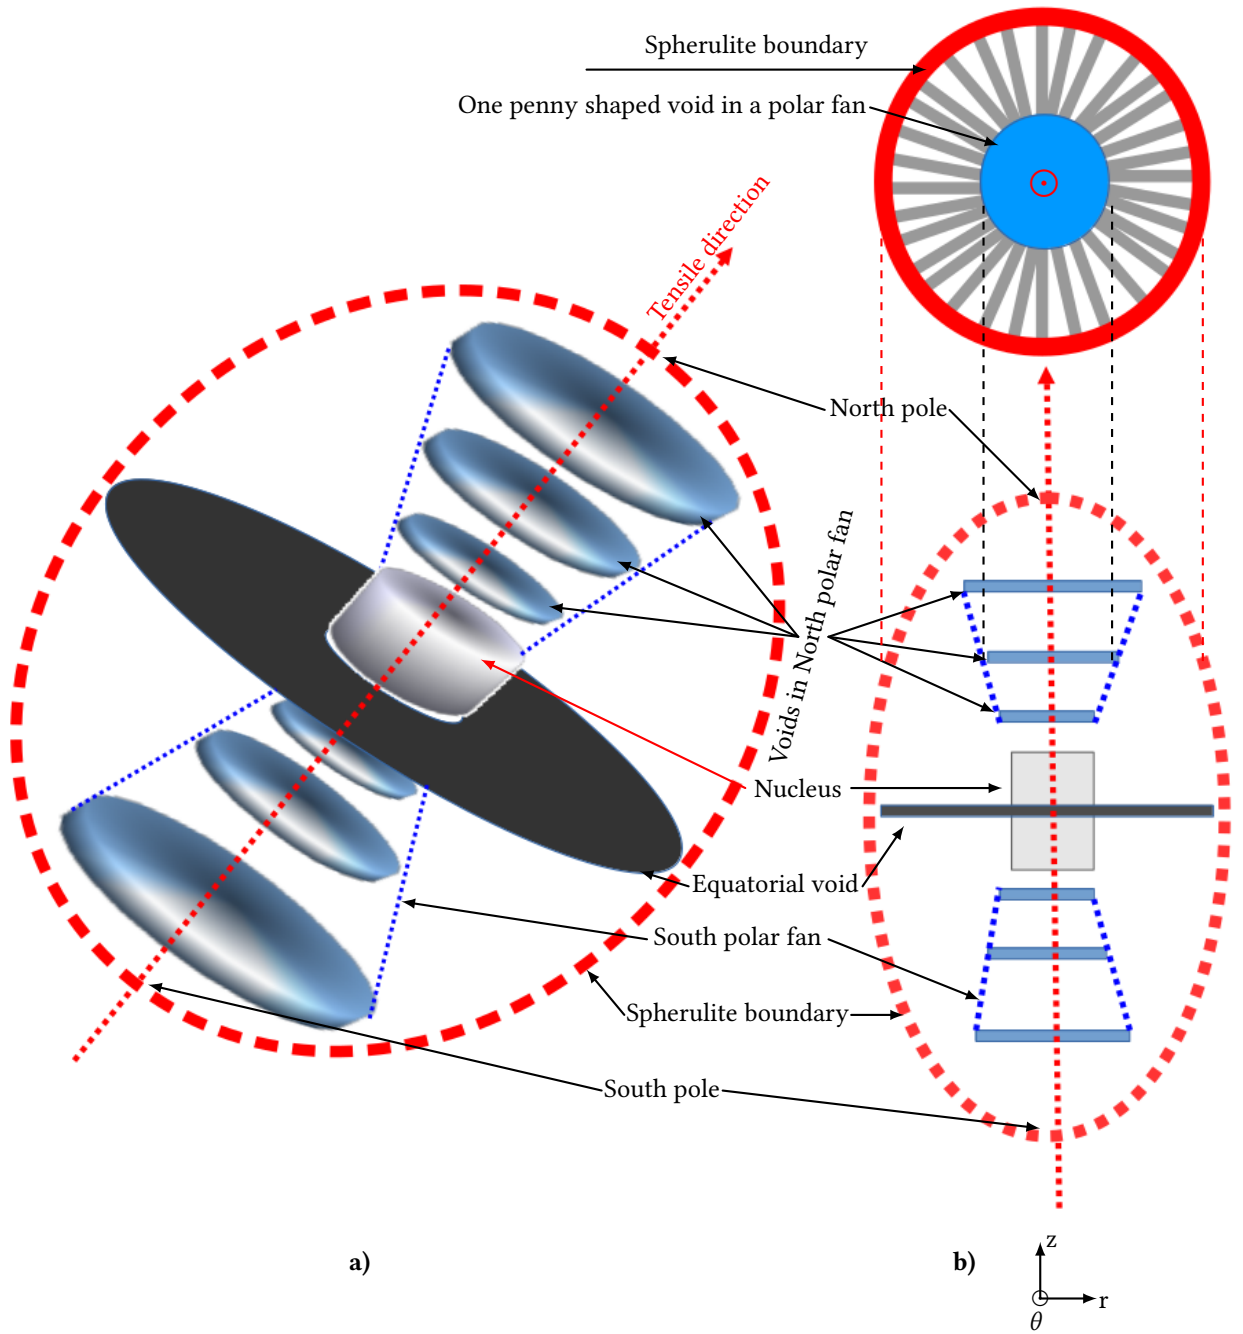 Spherulite boundary
One penny shaped void in a polar fan
Tensile direction
North pole
Voids in North polar fan
Nucleus
Equatorial void
South polar fan
Spherulite boundary
South pole
a)
b)
z
r
θ